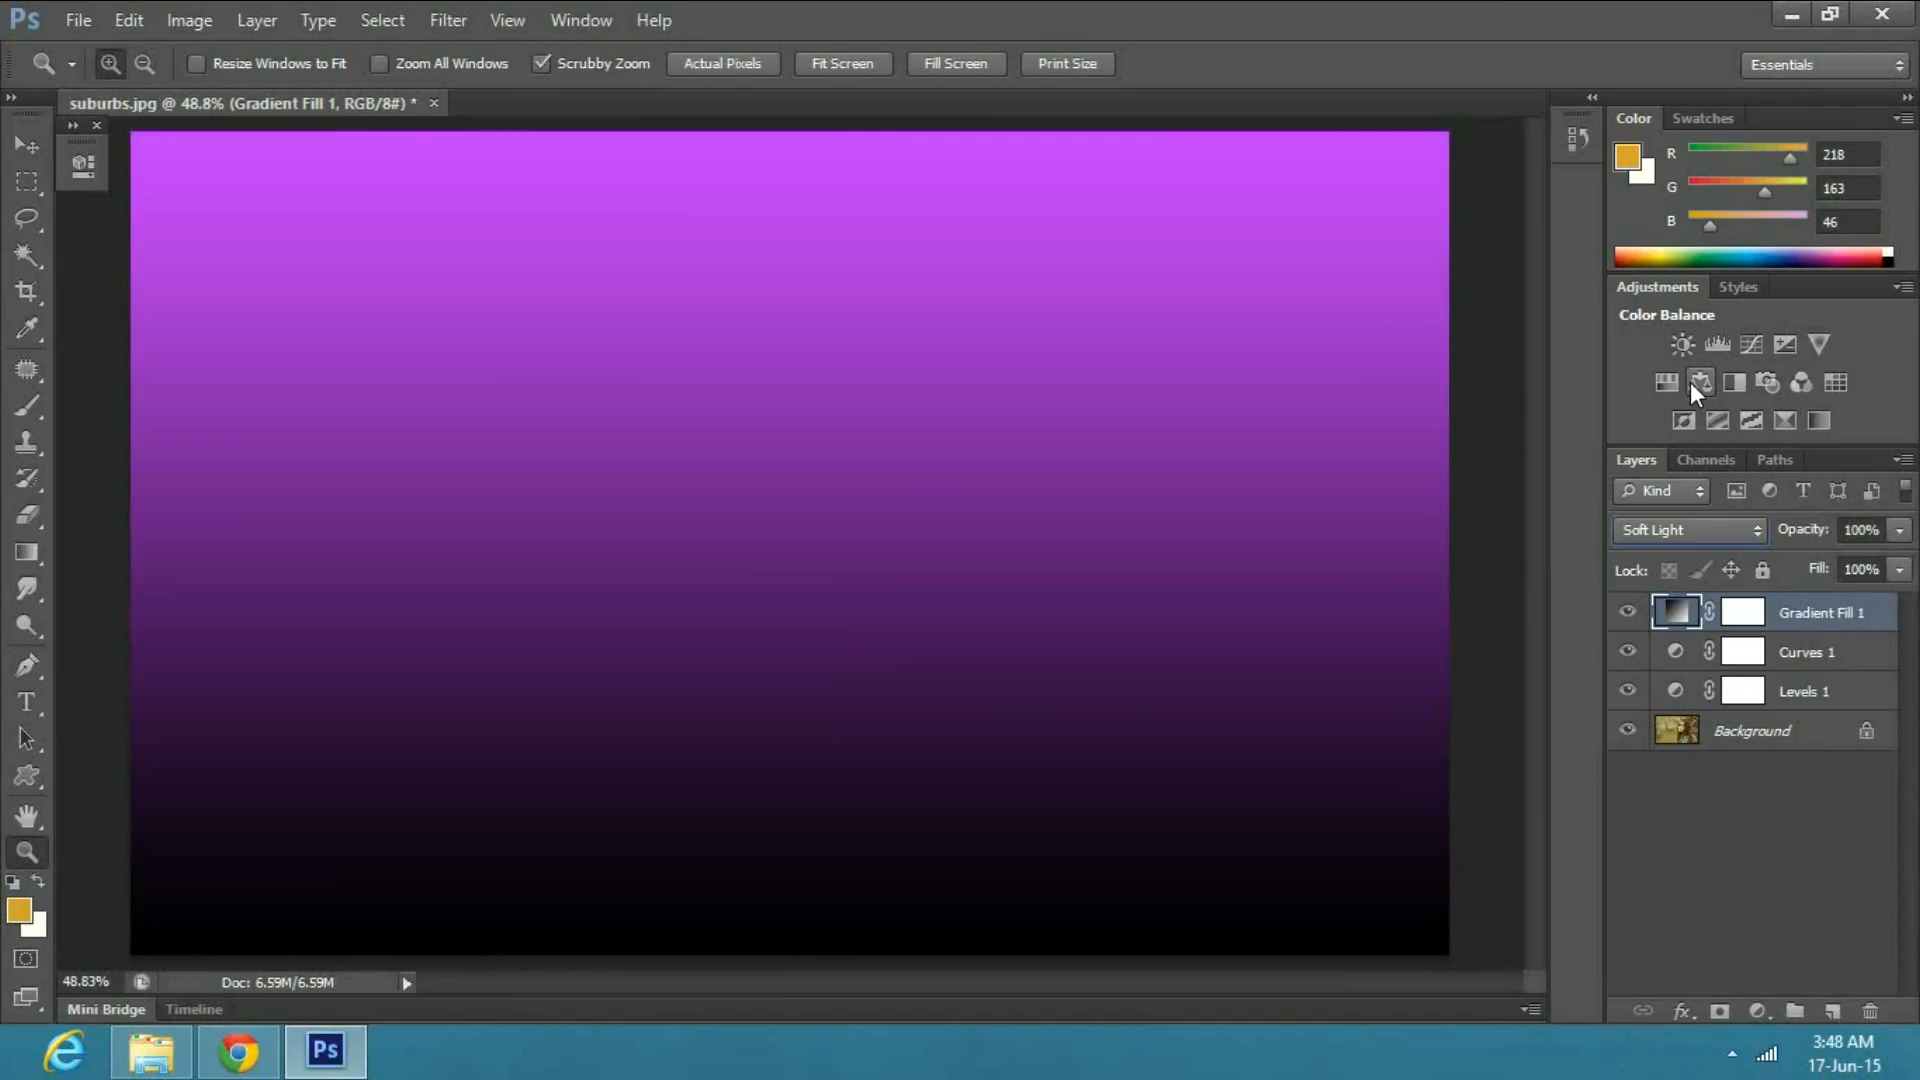 Ps File Edit Image Layer Type Select Filter View Window Help
Resize Windows to Fit Zoom All Windows Scrubby Zoom Actual Pixels Fit Screen Fill Screen Print Size Essentials
suburbs.jpg @ 48.8% (Gradient Fill 1, RGB/8#) *
Color Swatches
R 218
G 163
B 46
Adjustments Styles
Color Balance
Layers Channels Paths
Kind
Soft Light Opacity: 100%
Lock: Fill: 100%
Gradient Fill 1
Curves 1
Levels 1
Background
48.83% Doc: 6.59M/6.59M
Mini Bridge Timeline
Ps
3:48 AM
17-Jun-15